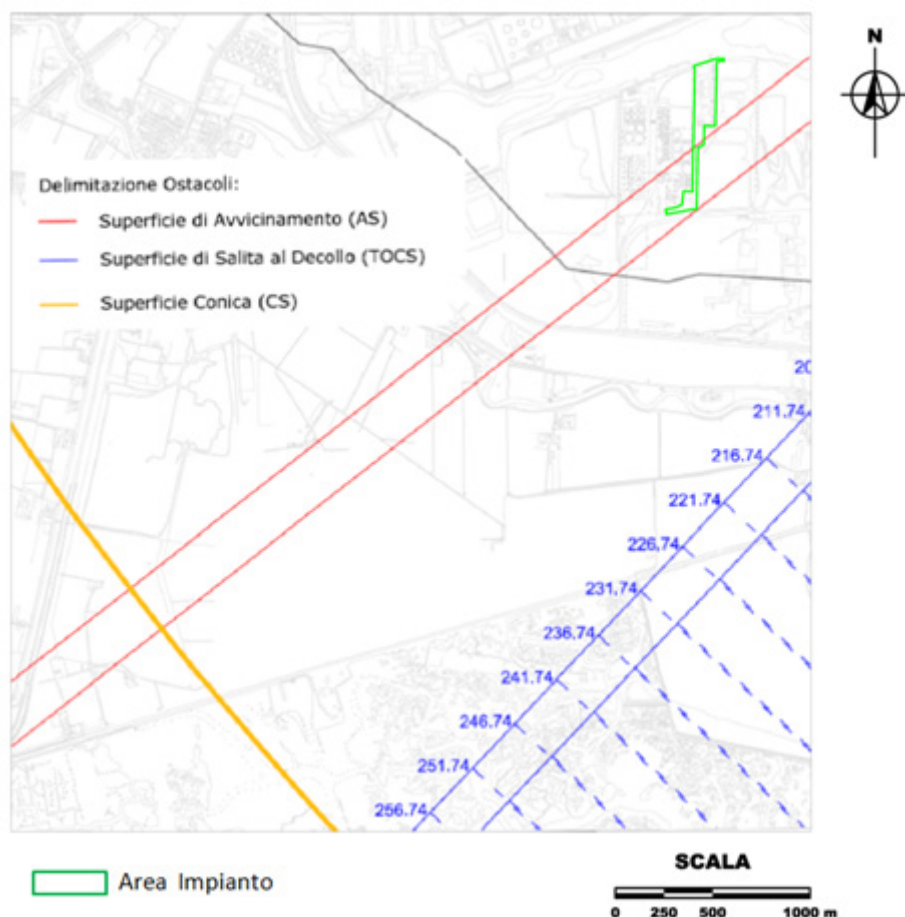 N
Delimitazione Ostacoli:
Superficie di Avvicinamento (AS)
Superficie di Salita al Decollo (TOCS)
Superficie Conica (CS)
20
211.74
216.74
221.74
226.74
231.74
236.74
241.74
246.74
251.74
256.74
Area Impianto
SCALA
0 250 500 1000 m